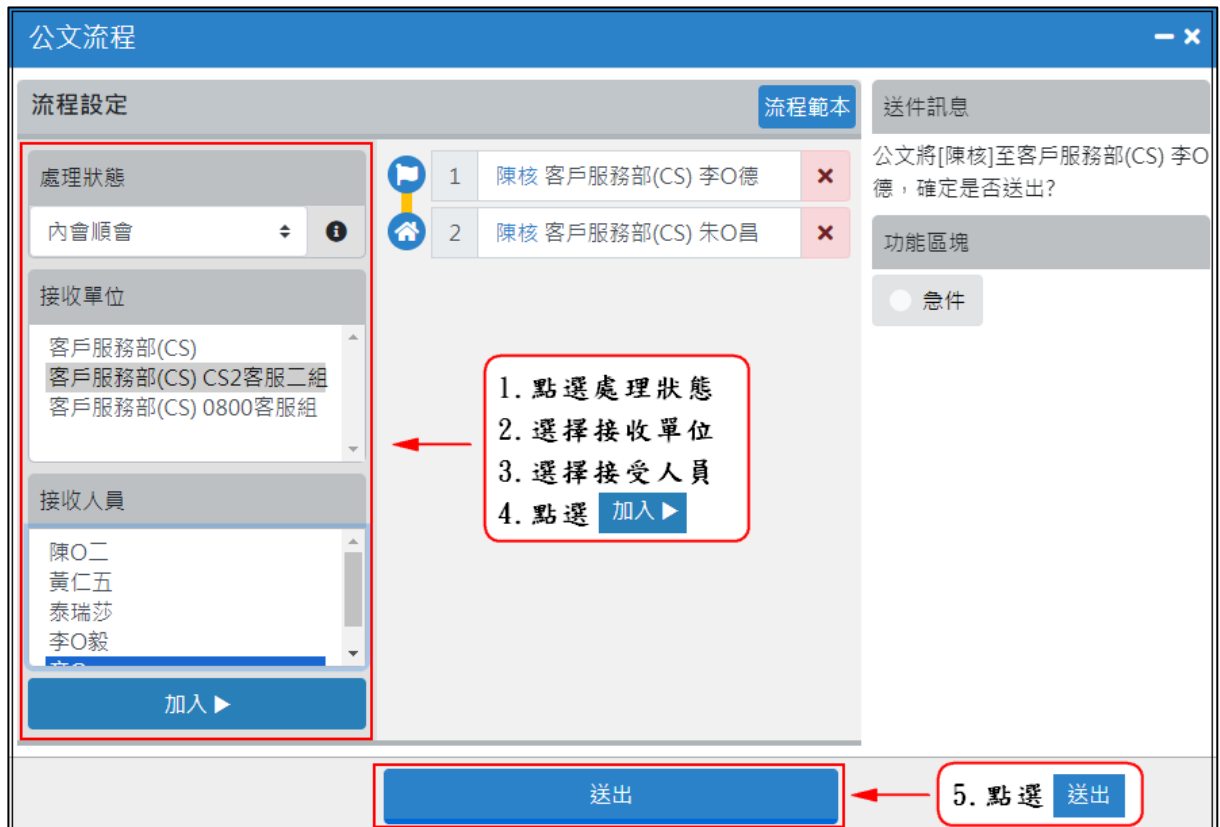 公文流程
流程設定
流程範本
處理狀態
內會順會
接收單位
客戶服務部(CS)
客戶服務部(CS) CS2客服二組
客戶服務部(CS) 0800客服組
接收人員
陳O二
黃仁五
泰瑞莎
李O毅
加入▶
1 陳核 客戶服務部(CS) 李O德
2 陳核 客戶服務部(CS) 朱O昌
1. 點選處理狀態
2. 選擇接收單位
3. 選擇接受人員
4. 點選 加入▶
送件訊息
公文將[陳核]至客戶服務部(CS) 李O
德，確定是否送出?
功能區塊
急件
送出
5. 點選 送出